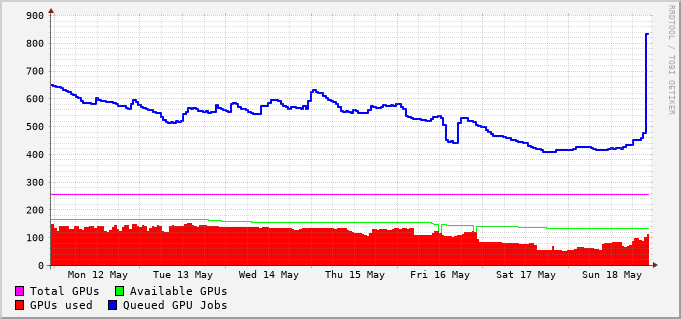 900
800
700
600
500
400
300
200
100
0
Mon 12 May Tue 13 May Wed 14 May Thu 15 May Fri 16 May Sat 17 May Sun 18 May
Total GPUs Available GPUs
GPUs used Queued GPU Jobs
RRDTOOL / TOBI OETIKER